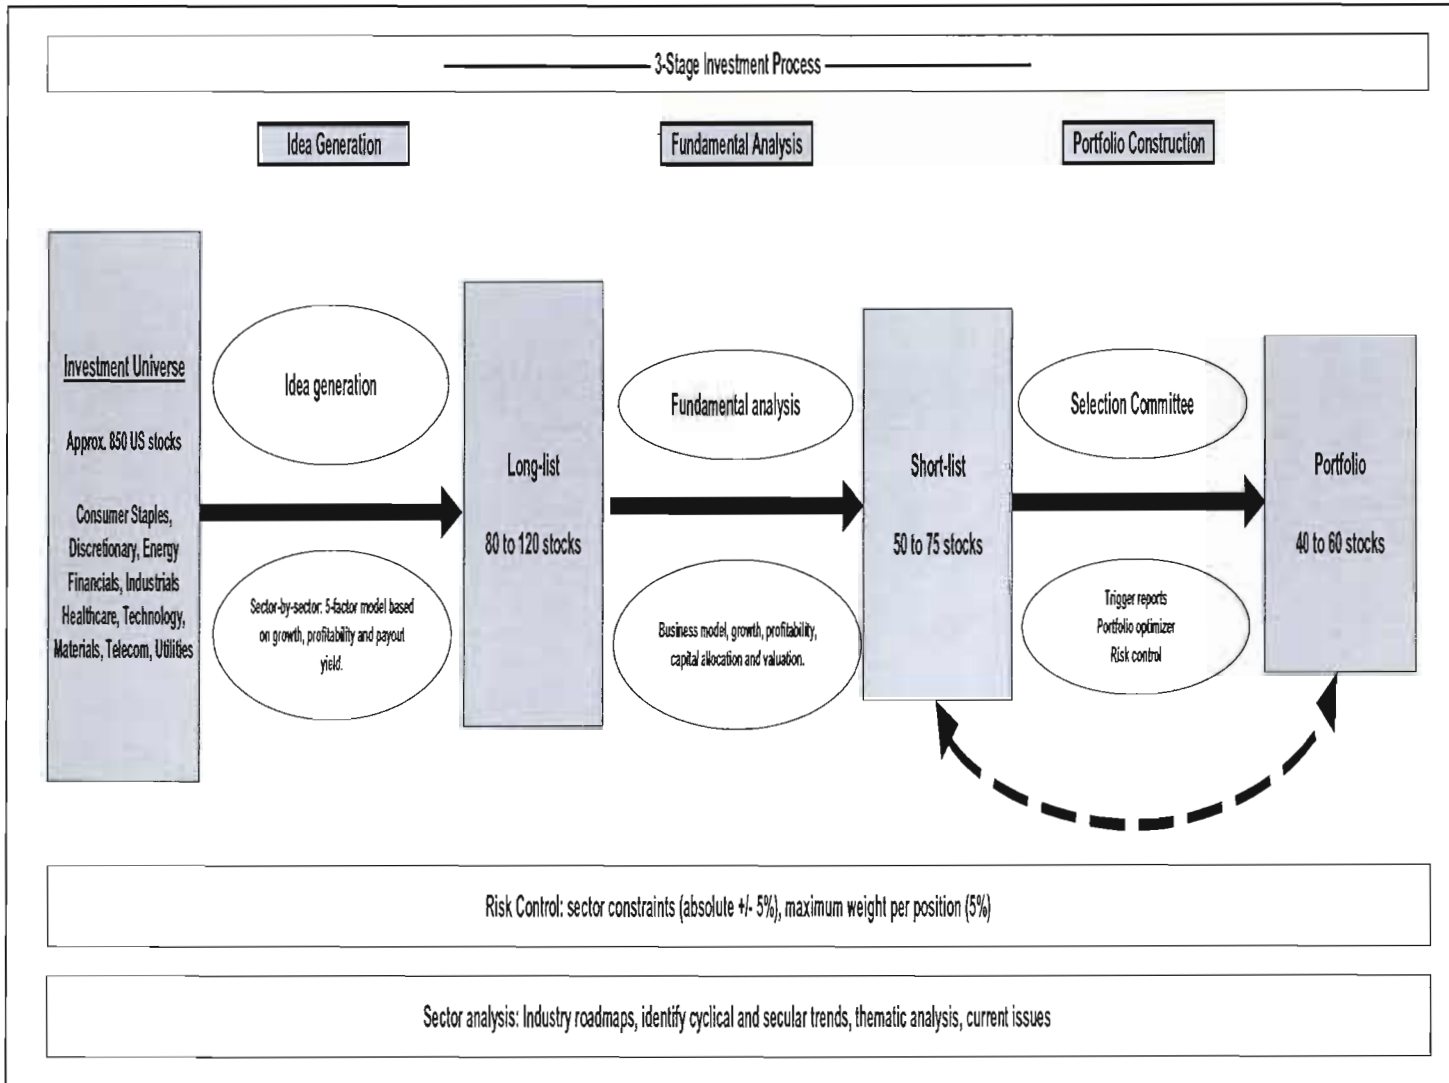 3-Stage Investment Process
Idea Generation
Fundamental Analysis
Portfolio Construction
Investment Universe
Approx. 850 US stocks
Consumer Staples,
Discretionary, Energy
Financials, Industrials
Healthcare, Technology,
Materials, Telecom, Utilities
Idea generation
Sector-by-sector: 5-factor model based
on growth, profitability and payout
yield.
Long-list
80 to 120 stocks
Fundamental analysis
Business model, growth, profitability,
capital allocation and valuation.
Short-list
50 to 75 stocks
Selection Committee
Trigger reports
Portfolio optimizer
Risk control
Portfolio
40 to 60 stocks
Risk Control: sector constraints (absolute +/- 5%), maximum weight per position (5%)
Sector analysis: Industry roadmaps, identify cyclical and secular trends, thematic analysis, current issues